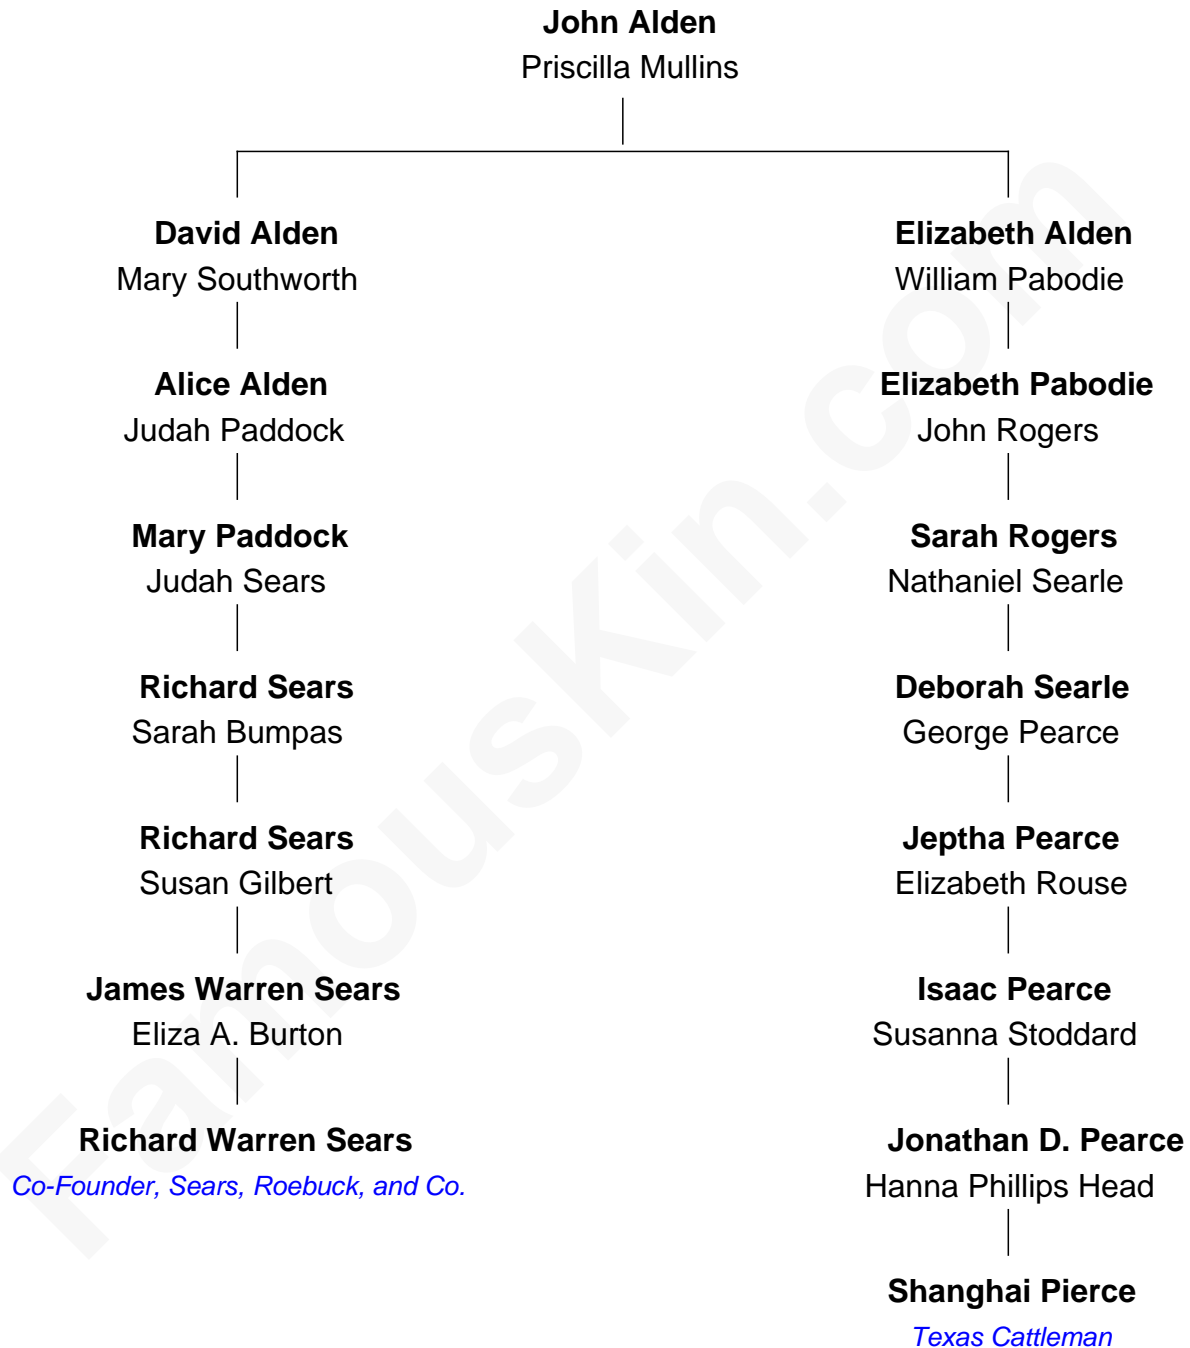 John Alden
Priscilla Mullins
David Alden
Mary Southworth
Alice Alden
Judah Paddock
Mary Paddock
Judah Sears
Richard Sears
Sarah Bumpas
Richard Sears
Susan Gilbert
James Warren Sears
Eliza A. Burton
Richard Warren Sears
Co-Founder, Sears, Roebuck, and Co.
Elizabeth Alden
William Pabodie
Elizabeth Pabodie
John Rogers
Sarah Rogers
Nathaniel Searle
Deborah Searle
George Pearce
Jeptha Pearce
Elizabeth Rouse
Isaac Pearce
Susanna Stoddard
Jonathan D. Pearce
Hanna Phillips Head
Shanghai Pierce
Texas Cattleman
FamousKin.com